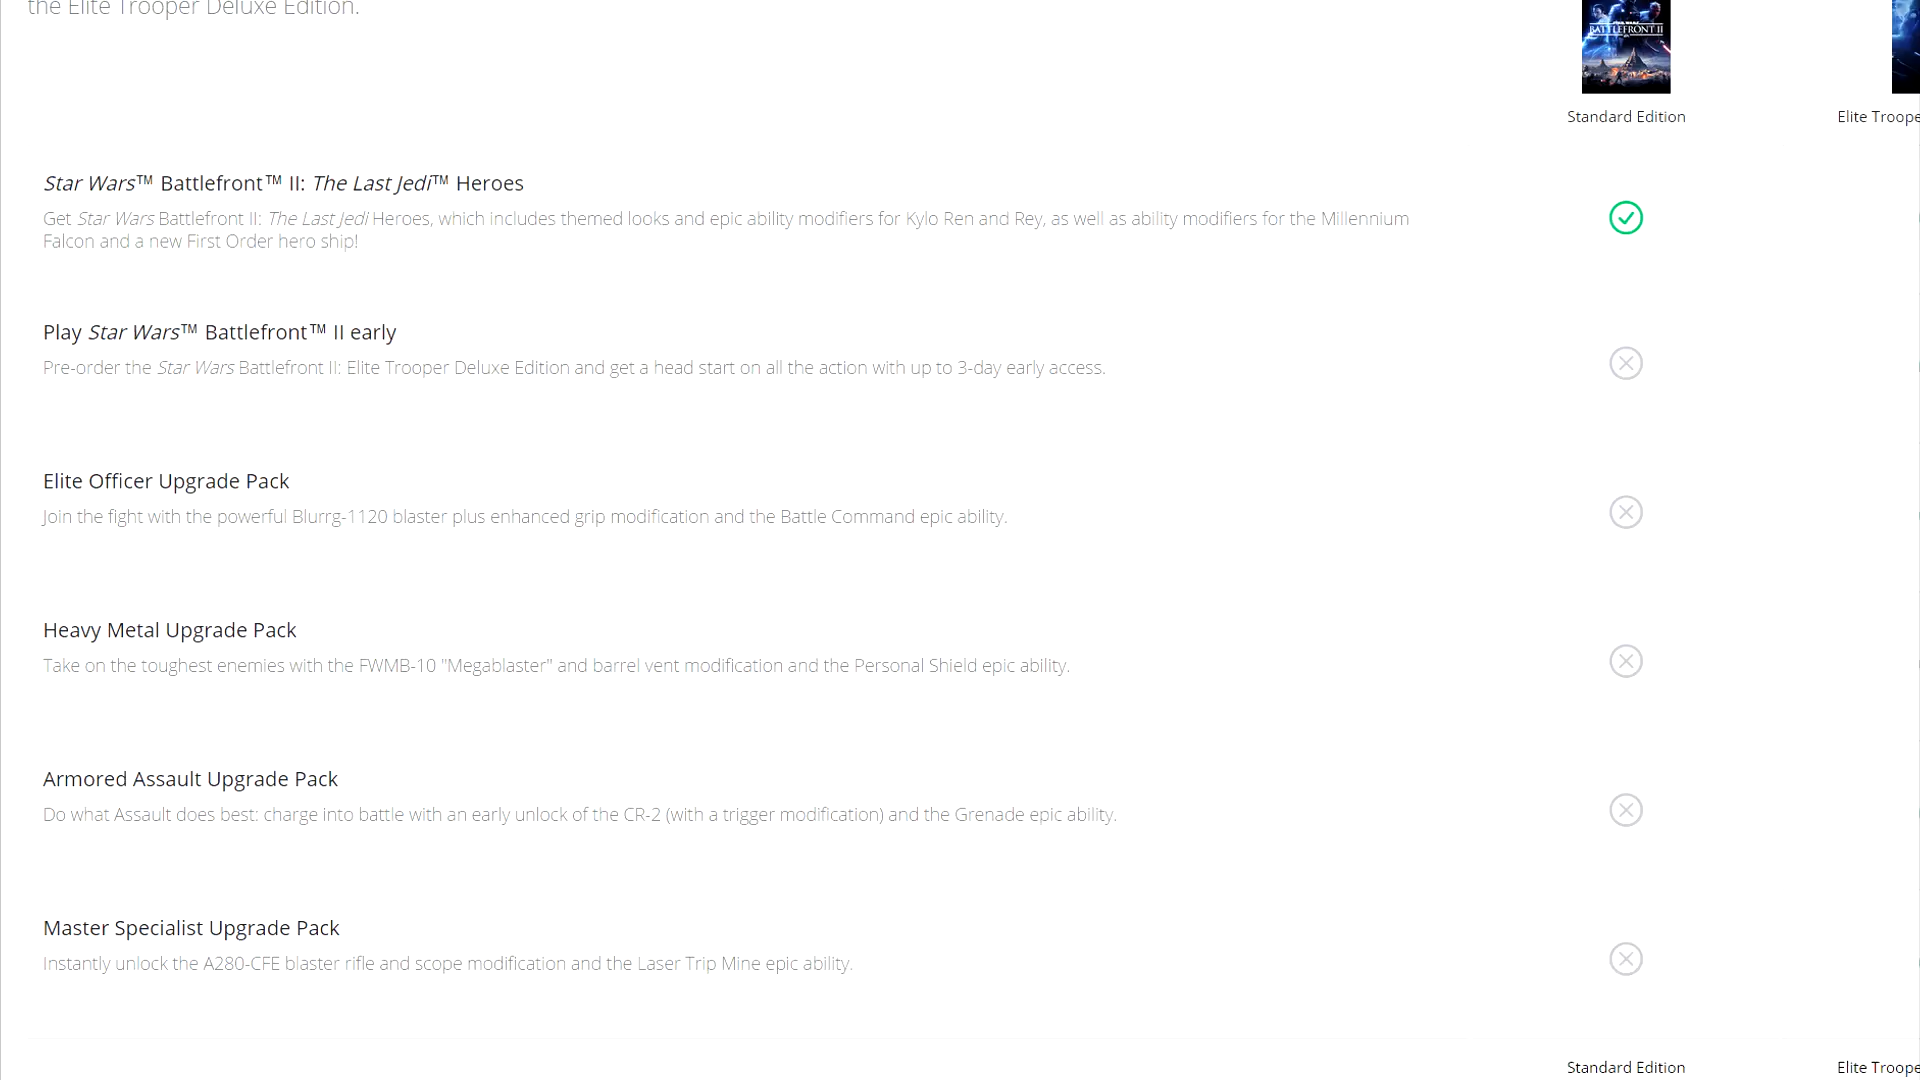 the Elite Trooper Deluxe Edition.
STAR WARS
BATTLEFRONT II
Standard Edition
Elite Troope
Star Wars™ Battlefront™ II: The Last Jedi™ Heroes
Get Star Wars Battlefront II: The Last Jedi Heroes, which includes themed looks and epic ability modifiers for Kylo Ren and Rey, as well as ability modifiers for the Millennium
Falcon and a new First Order hero ship!
Play Star Wars™ Battlefront™ II early
Pre-order the Star Wars Battlefront II: Elite Trooper Deluxe Edition and get a head start on all the action with up to 3-day early access.
Elite Officer Upgrade Pack
Join the fight with the powerful Blurrg-1120 blaster plus enhanced grip modification and the Battle Command epic ability.
Heavy Metal Upgrade Pack
Take on the toughest enemies with the FWMB-10 "Megablaster" and barrel vent modification and the Personal Shield epic ability.
Armored Assault Upgrade Pack
Do what Assault does best: charge into battle with an early unlock of the CR-2 (with a trigger modification) and the Grenade epic ability.
Master Specialist Upgrade Pack
Instantly unlock the A280-CFE blaster rifle and scope modification and the Laser Trip Mine epic ability.
Standard Edition
Elite Troope